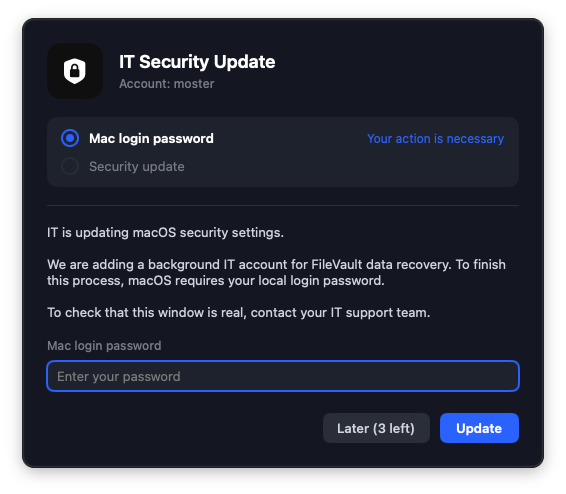 IT Security Update
Account: moster
Mac login password
Your action is necessary
Security update
IT is updating macOS security settings.
We are adding a background IT account for FileVault data recovery. To finish
this process, macOS requires your local login password.
To check that this window is real, contact your IT support team.
Mac login password
Enter your password
Later (3 left)
Update